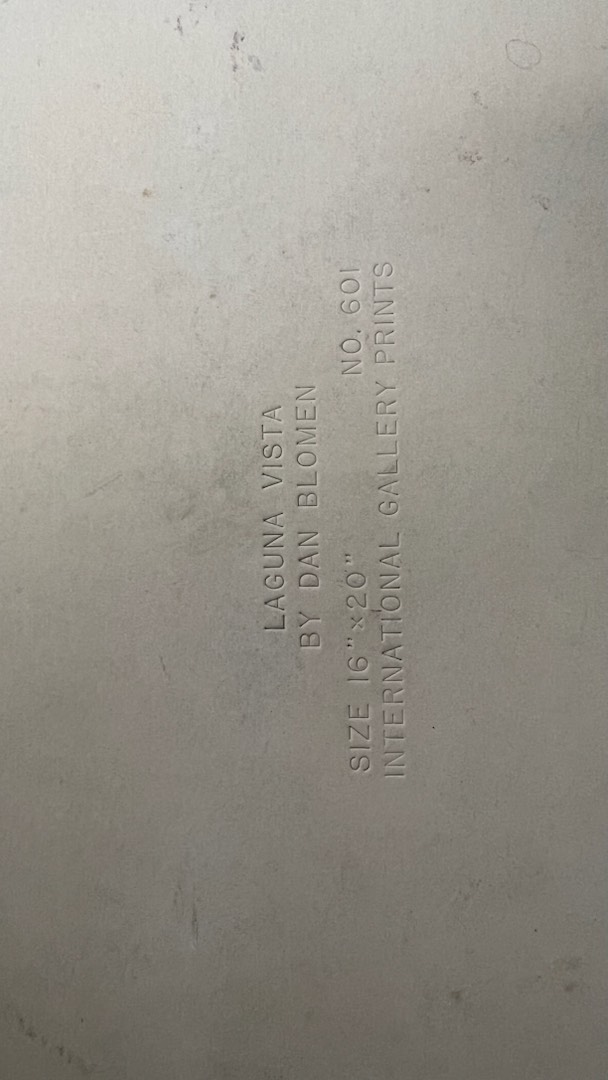 LAGUNA VISTA
BY DAN BLOMEN
SIZE 16"x20" NO. 601
INTERNATIONAL GALLERY PRINTS